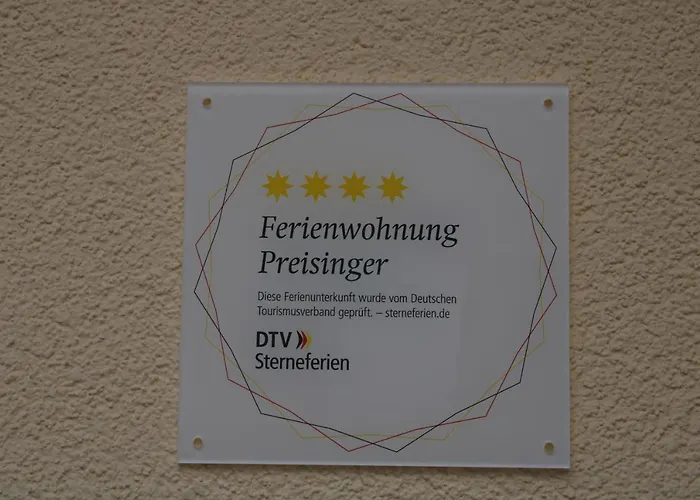 Ferienwohnung
Preisinger
Diese Ferienunterkunft wurde vom Deutschen
Tourismusverband geprüft. – sterneferien.de
DTV
Sterneferien